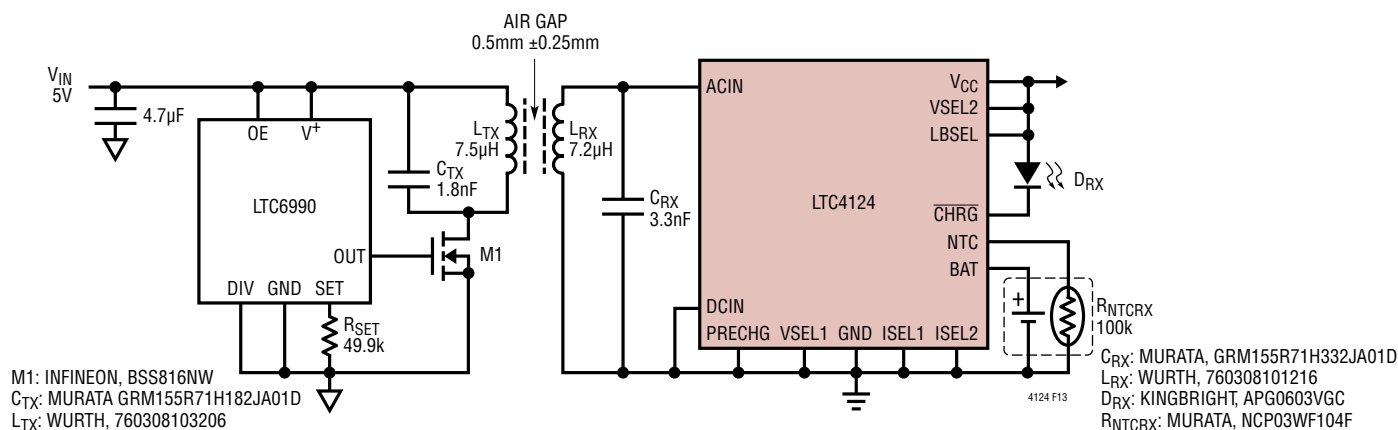 AIR GAP
0.5mm ±0.25mm
VIN
5V
4.7µF
OE
V+
LTC6990
OUT
DIV
GND
SET
RSET
49.9k
CTX
1.8nF
LTX
7.5µH
LRX
7.2µH
M1
CRX
3.3nF
ACIN
DCIN
LTC4124
VCC
VSEL2
LBSEL
CHRG
NTC
BAT
PRECHG
VSEL1
GND
ISEL1
ISEL2
DRX
+
RNTCRX
100k
4124 F13
M1: INFINEON, BSS816NW
CTX: MURATA GRM155R71H182JA01D
LTX: WURTH, 760308103206
CRX: MURATA, GRM155R71H332JA01D
LRX: WURTH, 760308101216
DRX: KINGBRIGHT, APG0603VGC
RNTCRX: MURATA, NCP03WF104F